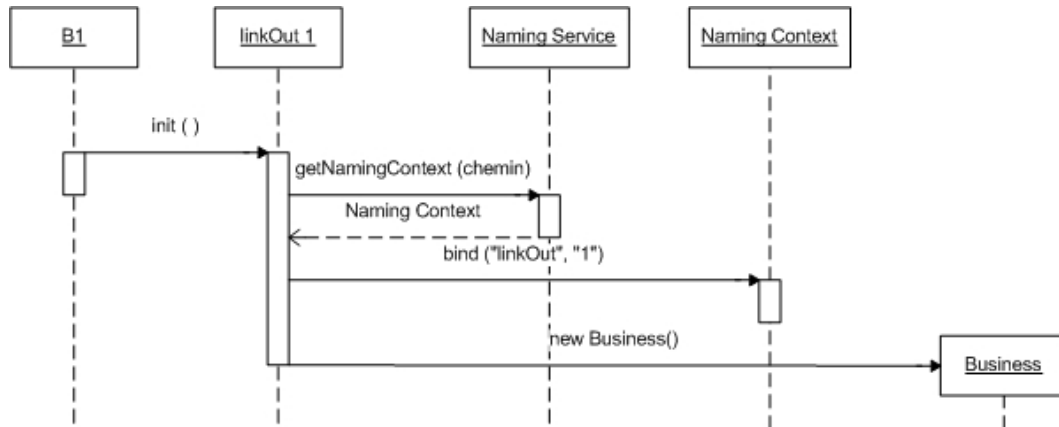 B1
linkOut 1
Naming Service
Naming Context
init ( )
getNamingContext (chemin)
Naming Context
bind ("linkOut", "1")
new Business()
Business